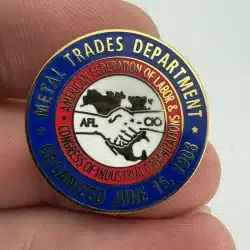 METAL TRADES DEPARTMENT
AMERICAN FEDERATION OF LABOR &
CONGRESS OF INDUSTRIAL ORGANIZATIONS
AFL CIO
ORGANIZED JUNE 15, 1908